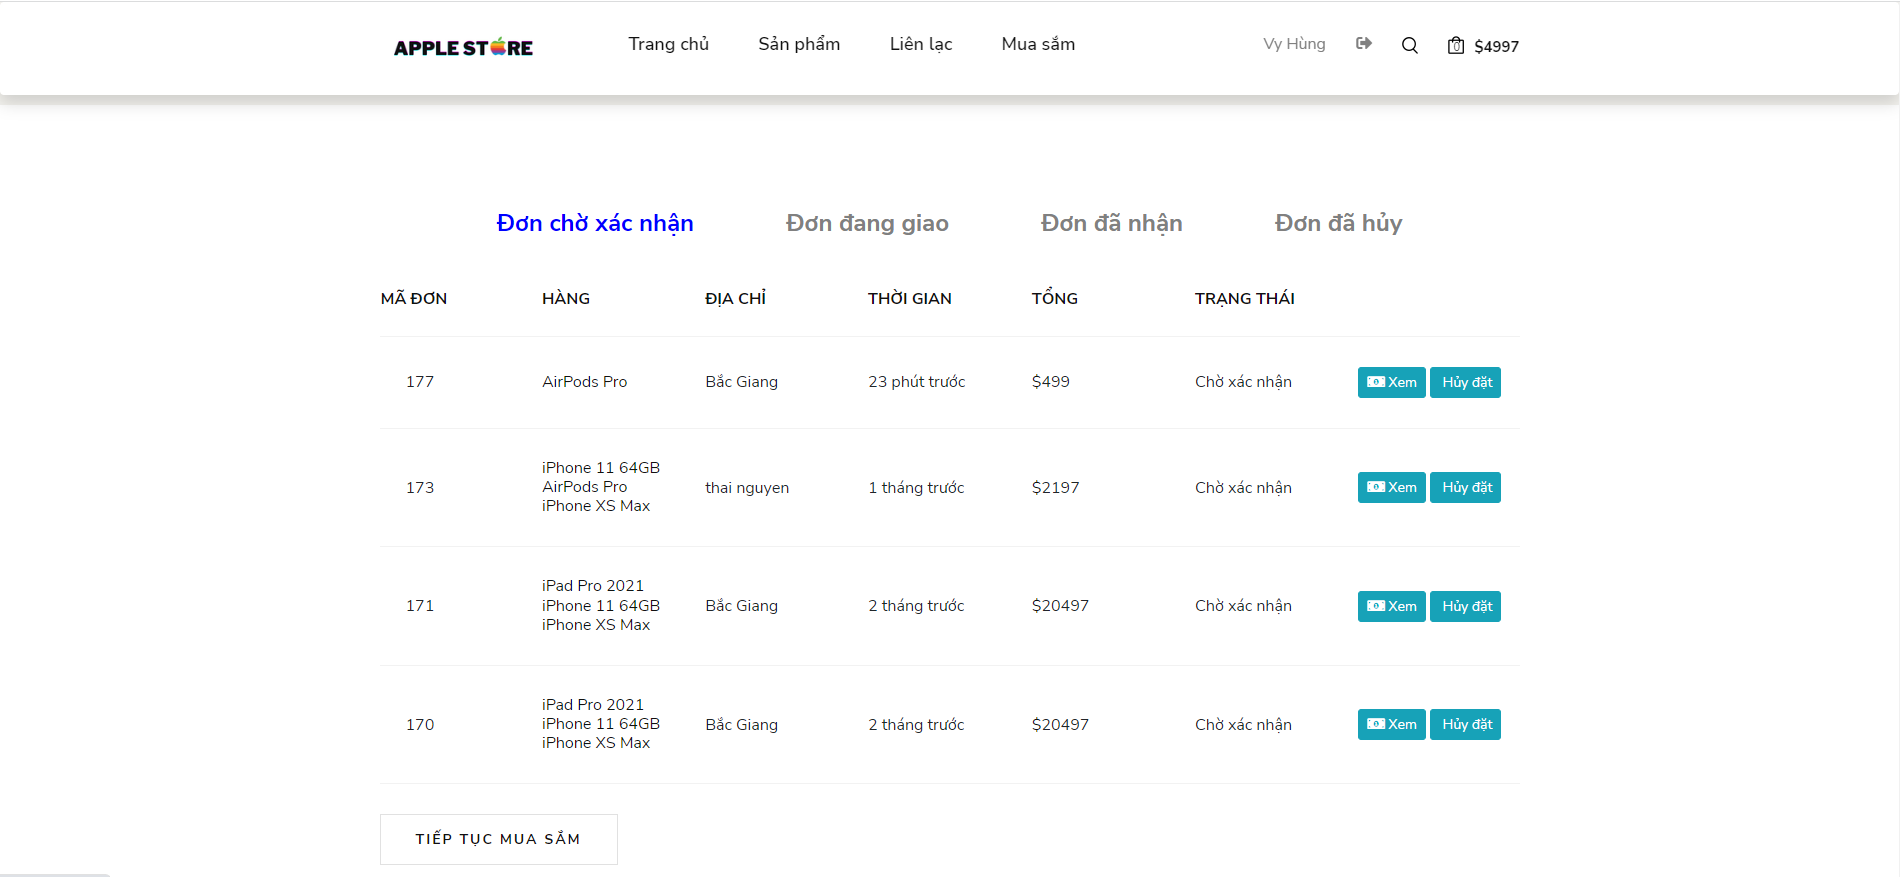 APPLE STORE Trang chủ Sản phẩm Liên lạc Mua sắm Vy Hùng 0 $4997
Đơn chờ xác nhận Đơn đang giao Đơn đã nhận Đơn đã hủy
MÃ ĐƠN HÀNG ĐỊA CHỈ THỜI GIAN TỔNG TRẠNG THÁI
177 AirPods Pro Bắc Giang 23 phút trước $499 Chờ xác nhận Xem Hủy đặt
iPhone 11 64GB
173 AirPods Pro thai nguyen 1 tháng trước $2197 Chờ xác nhận Xem Hủy đặt
iPhone XS Max
iPad Pro 2021
171 iPhone 11 64GB Bắc Giang 2 tháng trước $20497 Chờ xác nhận Xem Hủy đặt
iPhone XS Max
iPad Pro 2021
170 iPhone 11 64GB Bắc Giang 2 tháng trước $20497 Chờ xác nhận Xem Hủy đặt
iPhone XS Max
TIẾP TỤC MUA SẮM